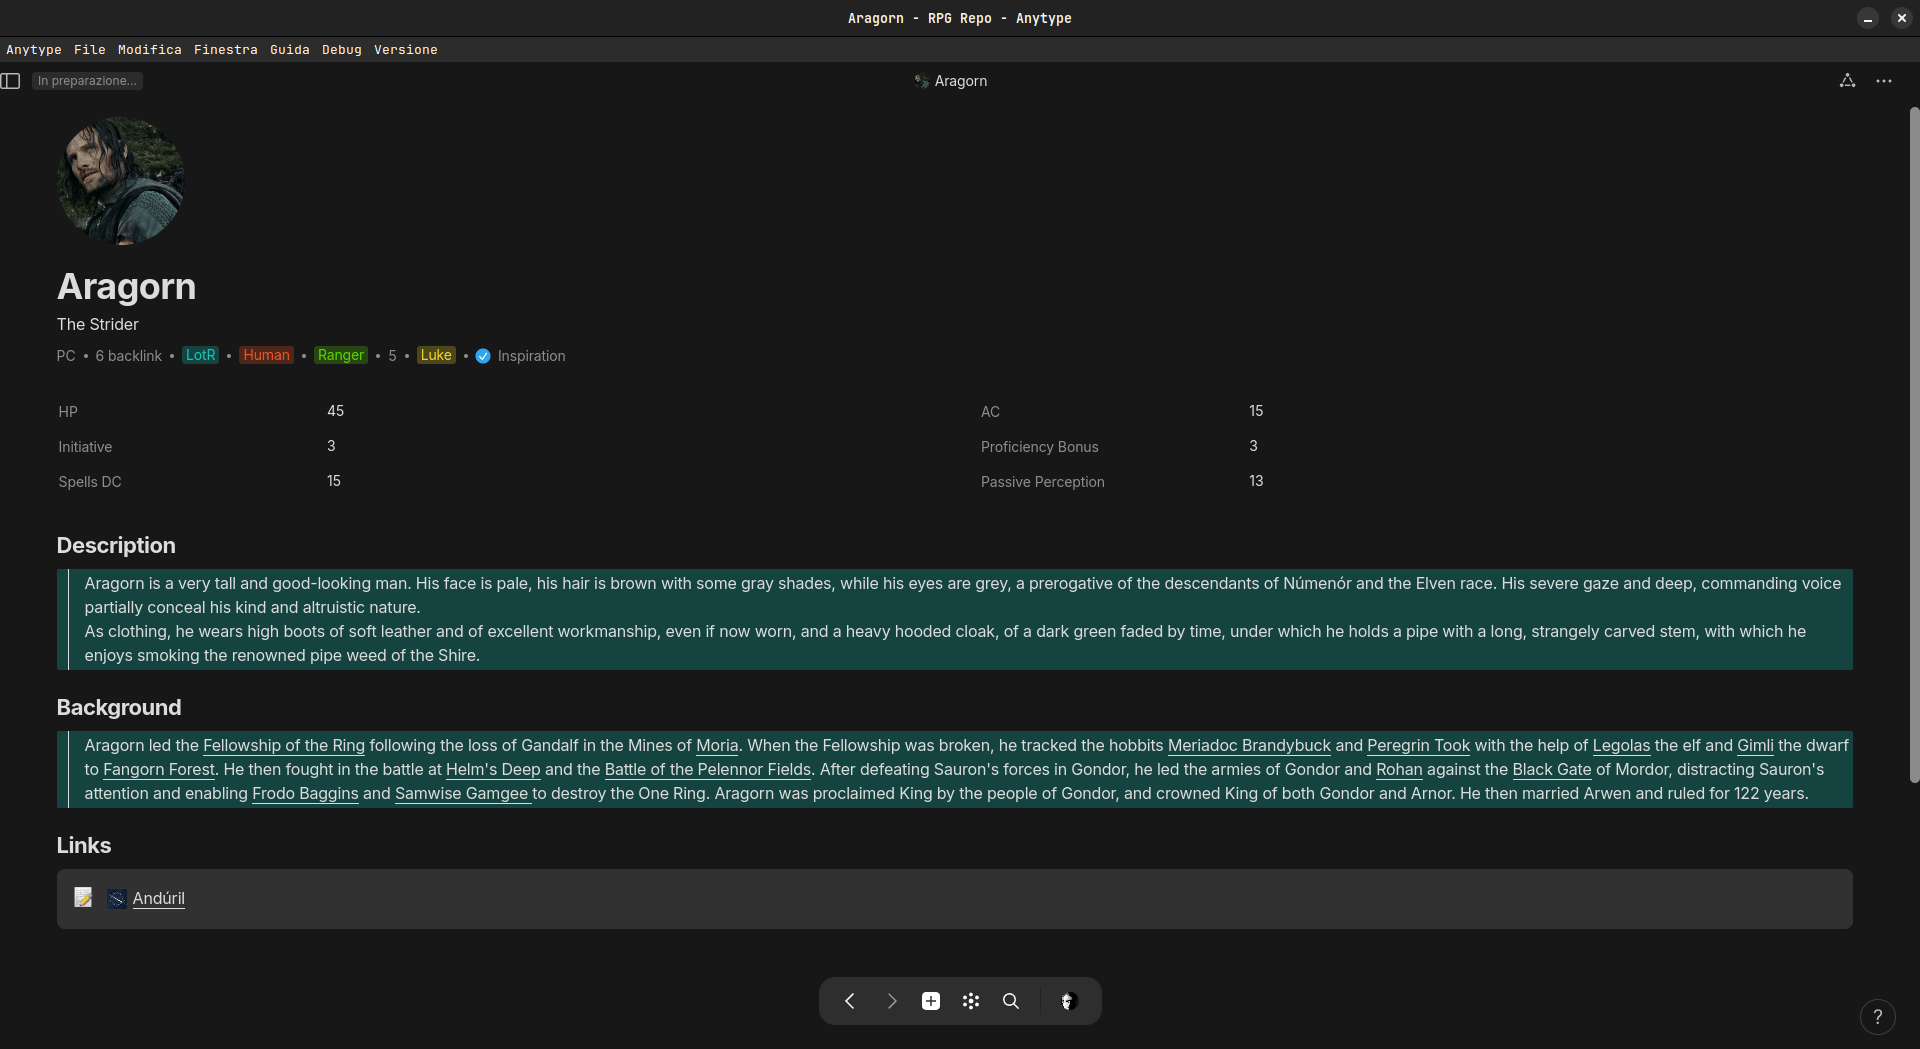 Aragorn - RPG Repo - Anytype
Anytype File Modifica Finestra Guida Debug Versione
In preparazione...
Aragorn
Aragorn
The Strider
PC • 6 backlink • LotR • Human • Ranger • 5 • Luke • Inspiration
HP 45 AC 15
Initiative 3 Proficiency Bonus 3
Spells DC 15 Passive Perception 13
Description
Aragorn is a very tall and good-looking man. His face is pale, his hair is brown with some gray shades, while his eyes are grey, a prerogative of the descendants of Númenór and the Elven race. His severe gaze and deep, commanding voice
partially conceal his kind and altruistic nature.
As clothing, he wears high boots of soft leather and of excellent workmanship, even if now worn, and a heavy hooded cloak, of a dark green faded by time, under which he holds a pipe with a long, strangely carved stem, with which he
enjoys smoking the renowned pipe weed of the Shire.
Background
Aragorn led the Fellowship of the Ring following the loss of Gandalf in the Mines of Moria. When the Fellowship was broken, he tracked the hobbits Meriadoc Brandybuck and Peregrin Took with the help of Legolas the elf and Gimli the dwarf
to Fangorn Forest. He then fought in the battle at Helm's Deep and the Battle of the Pelennor Fields. After defeating Sauron's forces in Gondor, he led the armies of Gondor and Rohan against the Black Gate of Mordor, distracting Sauron's
attention and enabling Frodo Baggins and Samwise Gamgee to destroy the One Ring. Aragorn was proclaimed King by the people of Gondor, and crowned King of both Gondor and Arnor. He then married Arwen and ruled for 122 years.
Links
Andúril
?